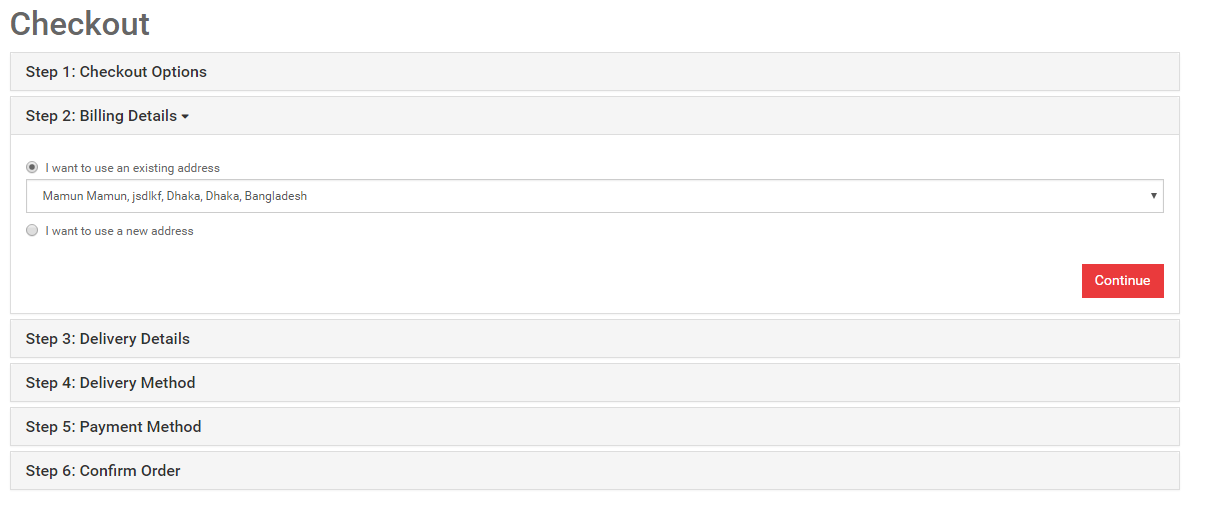 Checkout
Step 1: Checkout Options
Step 2: Billing Details
I want to use an existing address
Mamun Mamun, jsdlkf, Dhaka, Dhaka, Bangladesh
I want to use a new address
Continue
Step 3: Delivery Details
Step 4: Delivery Method
Step 5: Payment Method
Step 6: Confirm Order